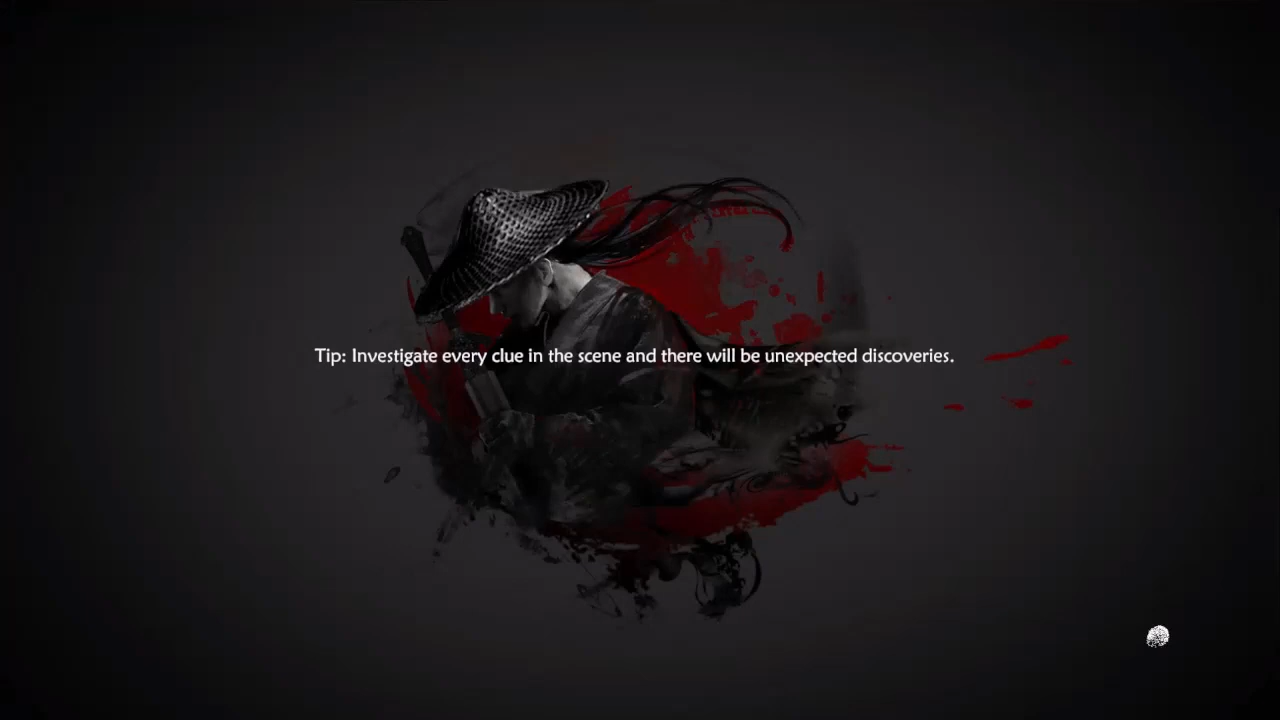 Tip: Investigate every clue in the scene and there will be unexpected discoveries.